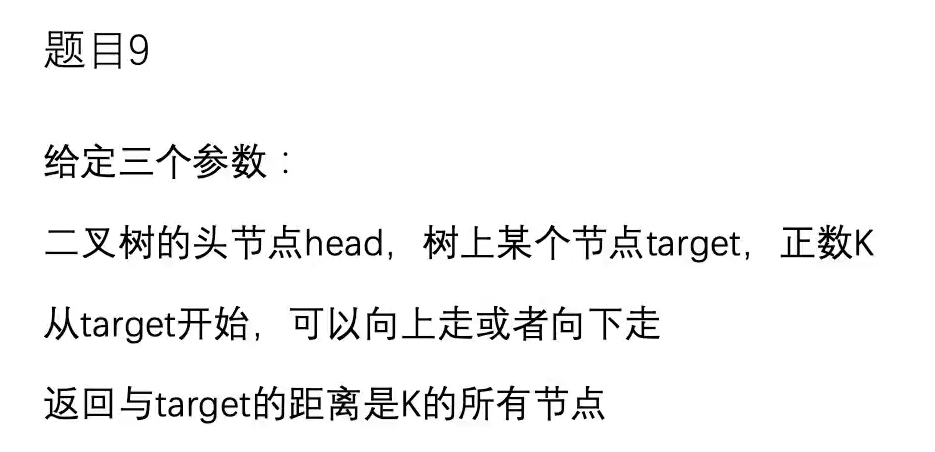 题目9
给定三个参数：
二叉树的头节点head，树上某个节点target，正数K
从target开始，可以向上走或者向下走
返回与target的距离是K的所有节点